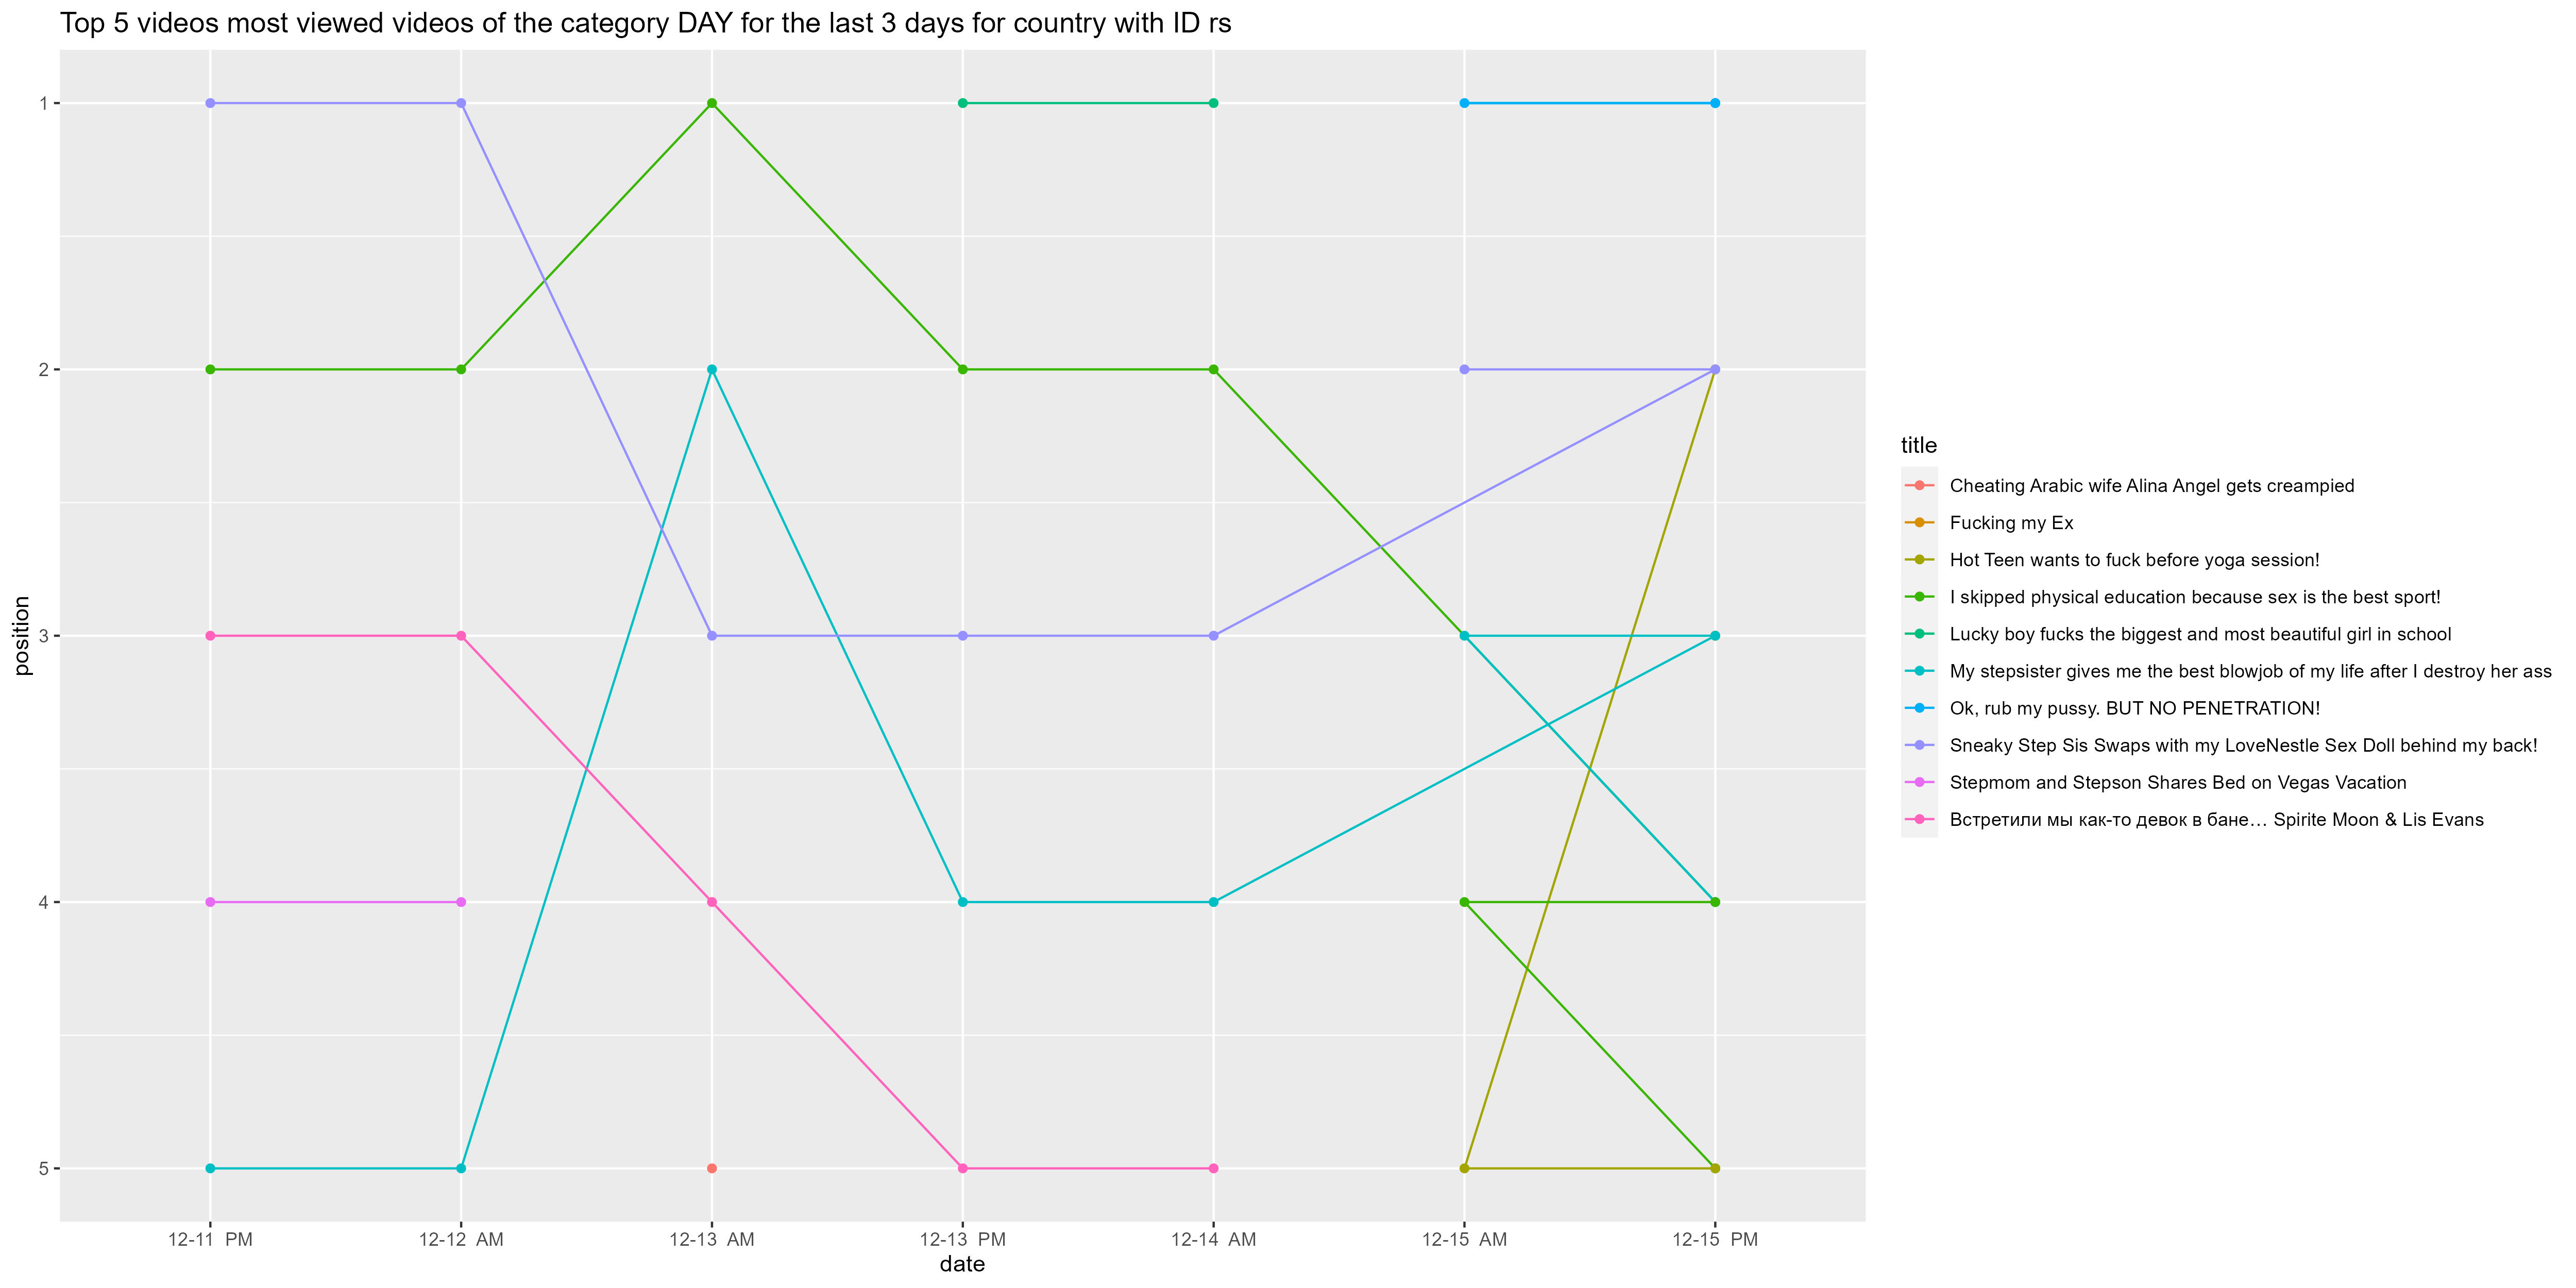 Top 5 videos most viewed videos of the category DAY for the last 3 days for country with ID rs
position
1
2
3
4
5
12-11 PM
12-12 AM
12-13 AM
12-13 PM
12-14 AM
12-15 AM
12-15 PM
date
title
Cheating Arabic wife Alina Angel gets creampied
Fucking my Ex
Hot Teen wants to fuck before yoga session!
I skipped physical education because sex is the best sport!
Lucky boy fucks the biggest and most beautiful girl in school
My stepsister gives me the best blowjob of my life after I destroy her ass
Ok, rub my pussy. BUT NO PENETRATION!
Sneaky Step Sis Swaps with my LoveNestle Sex Doll behind my back!
Stepmom and Stepson Shares Bed on Vegas Vacation
Встретили мы как-то девок в бане… Spirite Moon & Lis Evans